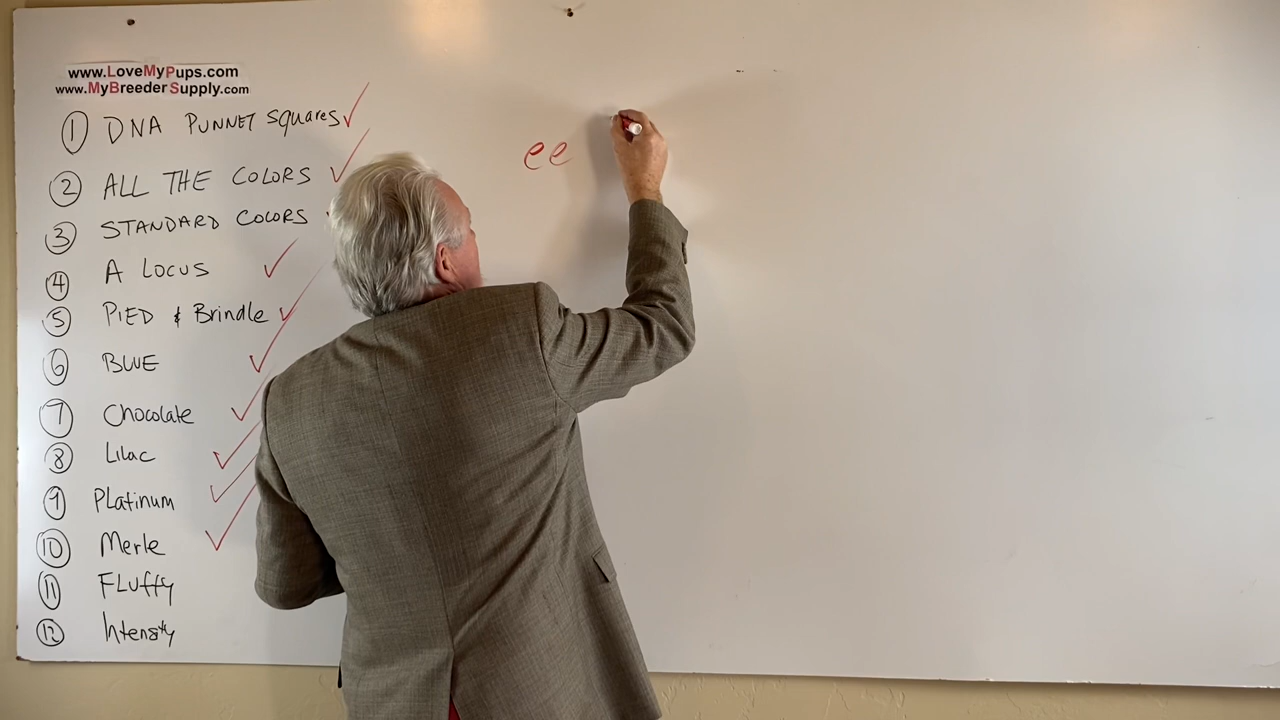 www.LoveMyPups.com
www.MyBreederSupply.com
1 DNA PUNNET Squares ✓
2 ALL THE COLORS ✓
3 STANDARD COLORS
4 A LOCUS ✓
5 PIED & Brindle ✓
6 BLUE ✓
7 Chocolate ✓
8 Lilac ✓
9 Platinum ✓
10 Merle ✓
11 FLuffy
12 Intensity
ee